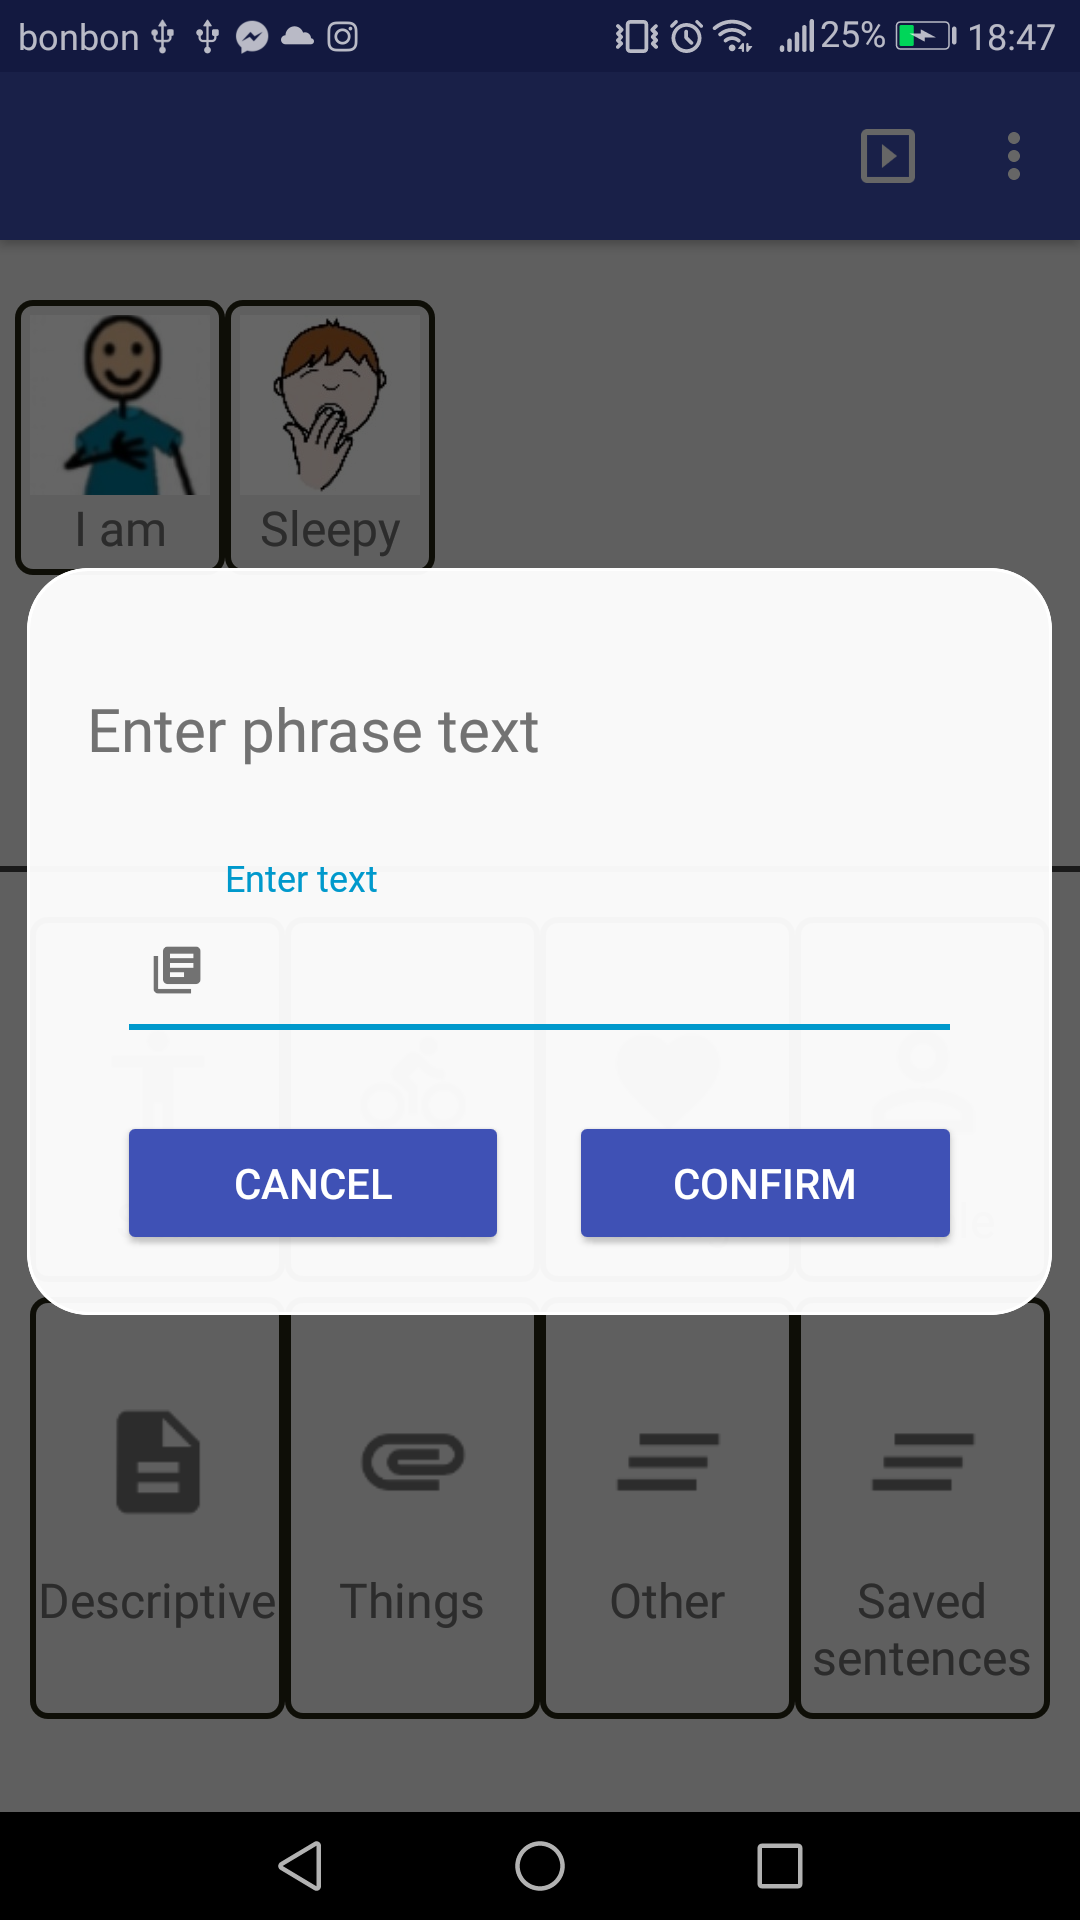 bonbon 25% 18:47
I am Sleepy
Enter phrase text
Enter text
CANCEL CONFIRM
Descriptive Things Other Saved
sentences